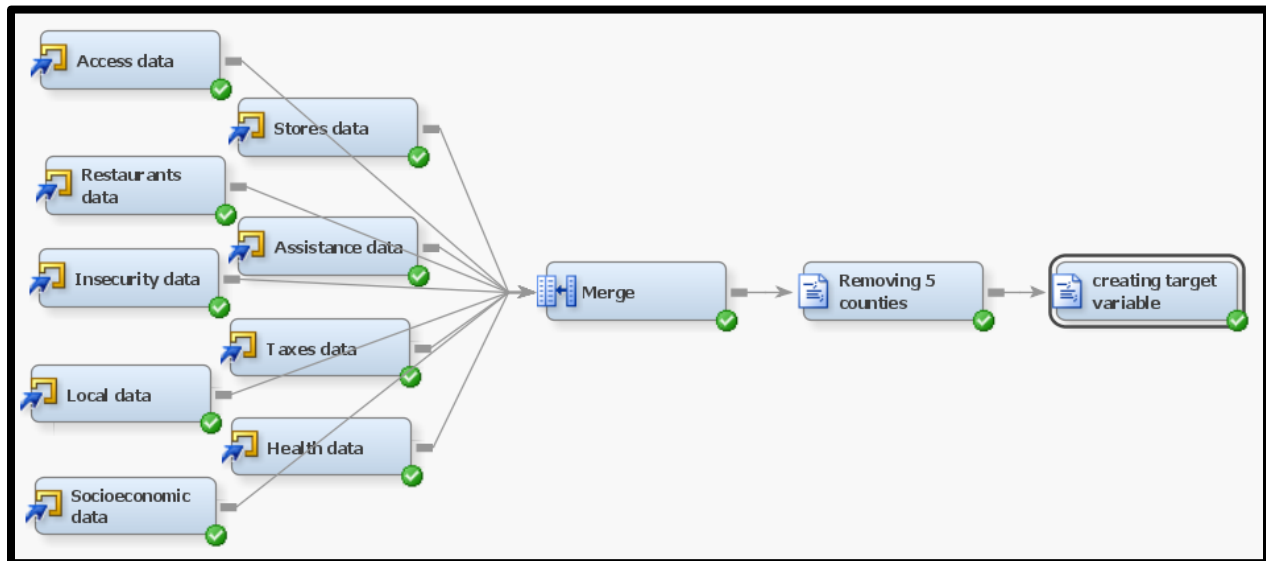 Access data
Stores data
Restaurants
data
Assistance data
Insecurity data
Taxes data
Local data
Health data
Socioeconomic
data
Merge
Removing 5
counties
creating target
variable